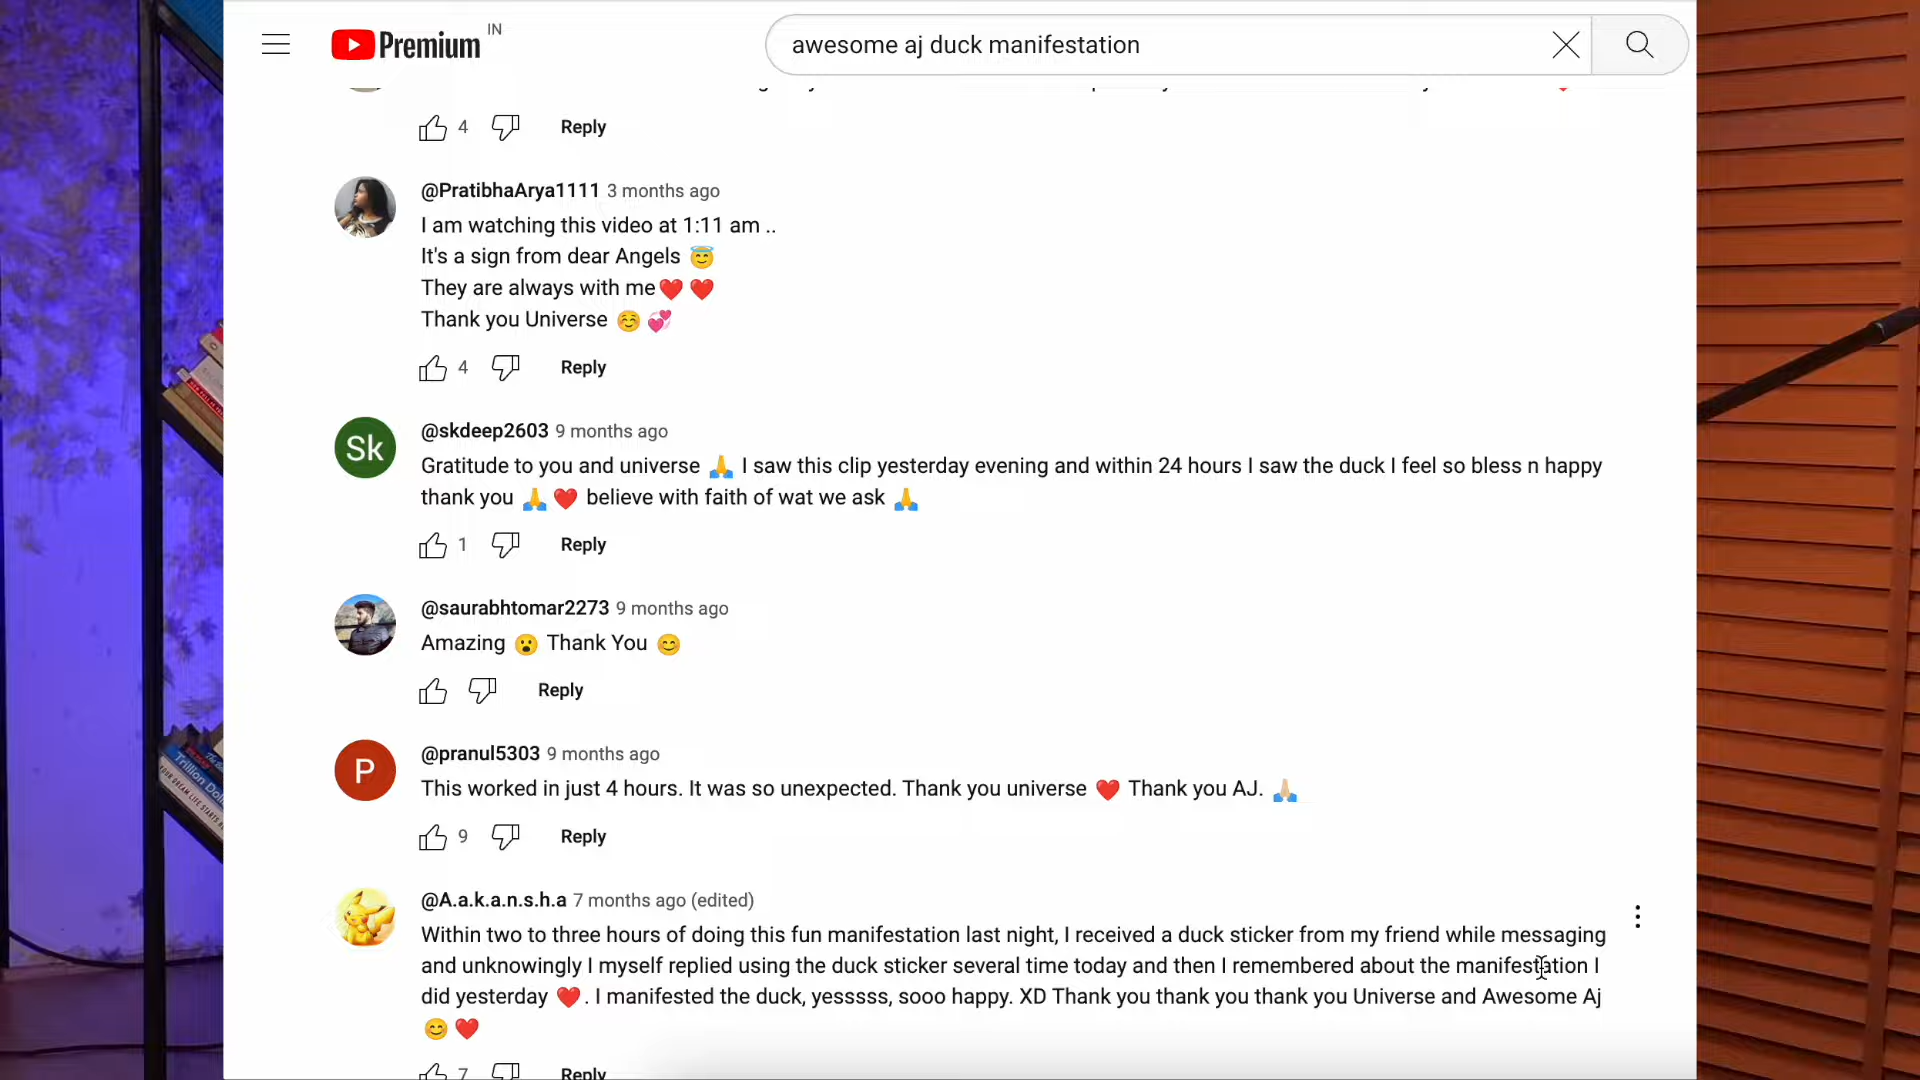 Premium IN
awesome aj duck manifestation
4 Reply
@PratibhaArya1111 3 months ago
I am watching this video at 1:11 am ..
It's a sign from dear Angels 😇
They are always with me❤️ ❤️
Thank you Universe ☺️ 💞
4 Reply
Sk
@skdeep2603 9 months ago
Gratitude to you and universe 🙏 I saw this clip yesterday evening and within 24 hours I saw the duck I feel so bless n happy
thank you 🙏 ❤️ believe with faith of wat we ask 🙏
1 Reply
@saurabhtomar2273 9 months ago
Amazing 😮 Thank You 😊
Reply
P
@pranul5303 9 months ago
This worked in just 4 hours. It was so unexpected. Thank you universe ❤️ Thank you AJ. 🙏🏻
9 Reply
@A.a.k.a.n.s.h.a 7 months ago (edited)
Within two to three hours of doing this fun manifestation last night, I received a duck sticker from my friend while messaging
and unknowingly I myself replied using the duck sticker several time today and then I remembered about the manifestation I
did yesterday ❤️. I manifested the duck, yesssss, sooo happy. XD Thank you thank you thank you Universe and Awesome Aj
😊 ❤️
7 Reply
Trillion
YOUR DREAM LIFE STARTS